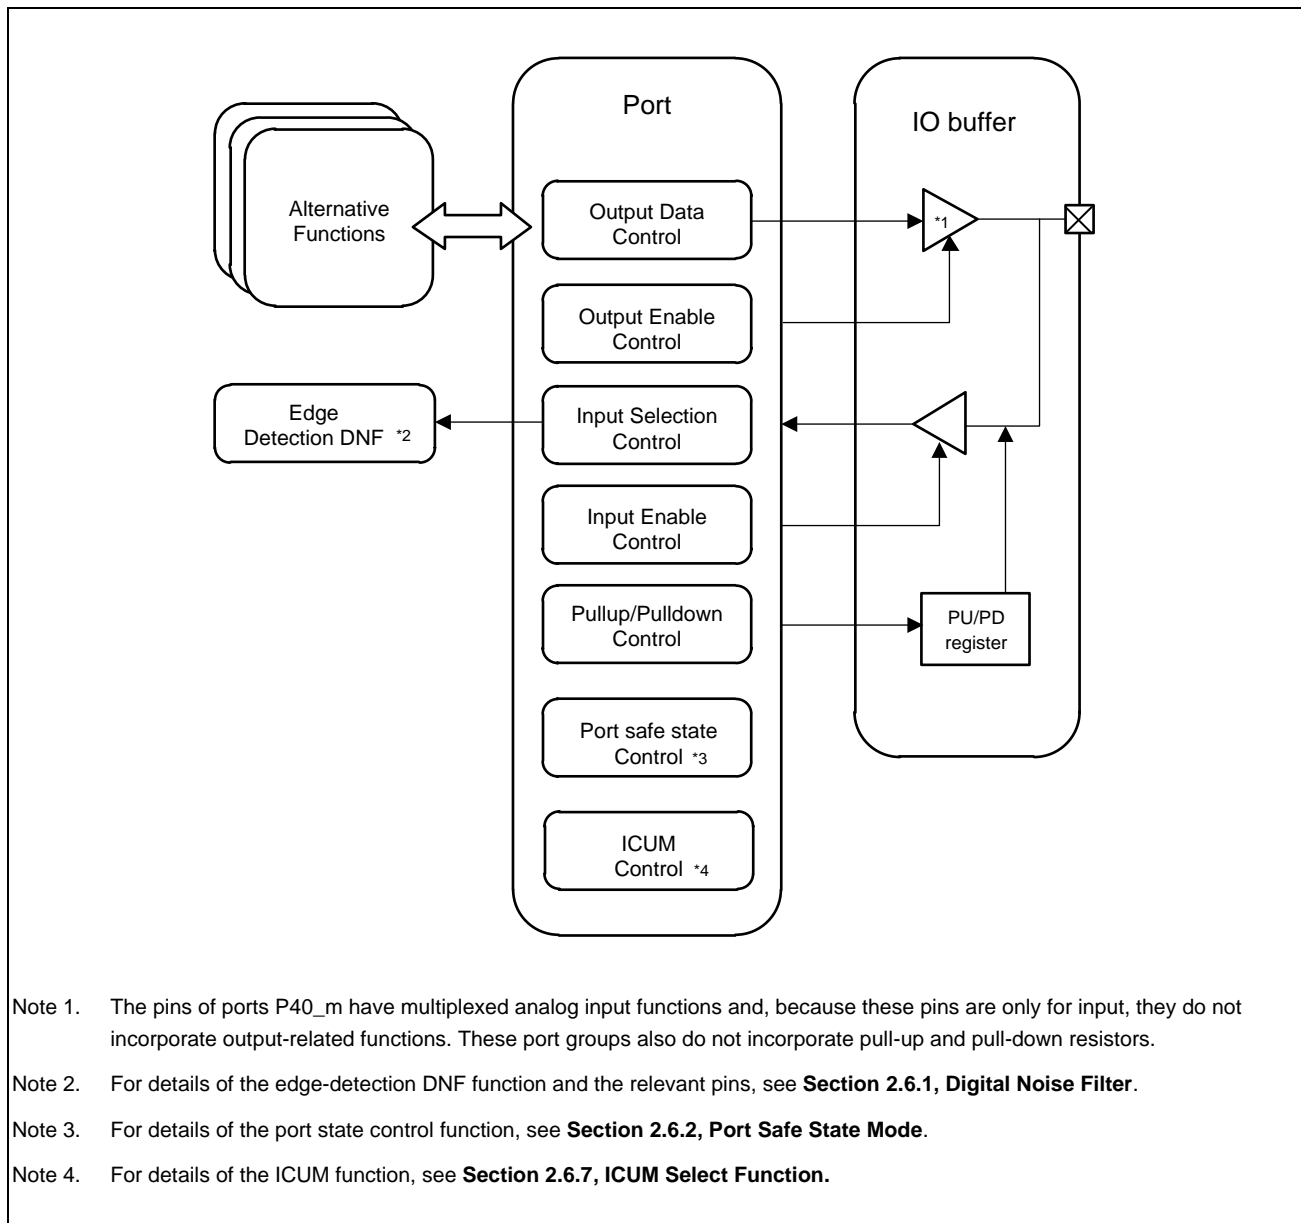 Port
IO buffer
Alternative
Functions
Output Data
Control
*1
Output Enable
Control
Edge
Detection DNF *2
Input Selection
Control
Input Enable
Control
Pullup/Pulldown
Control
PU/PD
register
Port safe state
Control *3
ICUM
Control *4
Note 1. The pins of ports P40_m have multiplexed analog input functions and, because these pins are only for input, they do not
incorporate output-related functions. These port groups also do not incorporate pull-up and pull-down resistors.
Note 2. For details of the edge-detection DNF function and the relevant pins, see Section 2.6.1, Digital Noise Filter.
Note 3. For details of the port state control function, see Section 2.6.2, Port Safe State Mode.
Note 4. For details of the ICUM function, see Section 2.6.7, ICUM Select Function.